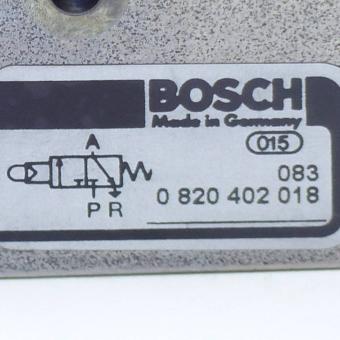 BOSCH
Made in Germany
015
A
083
P R
0 820 402 018